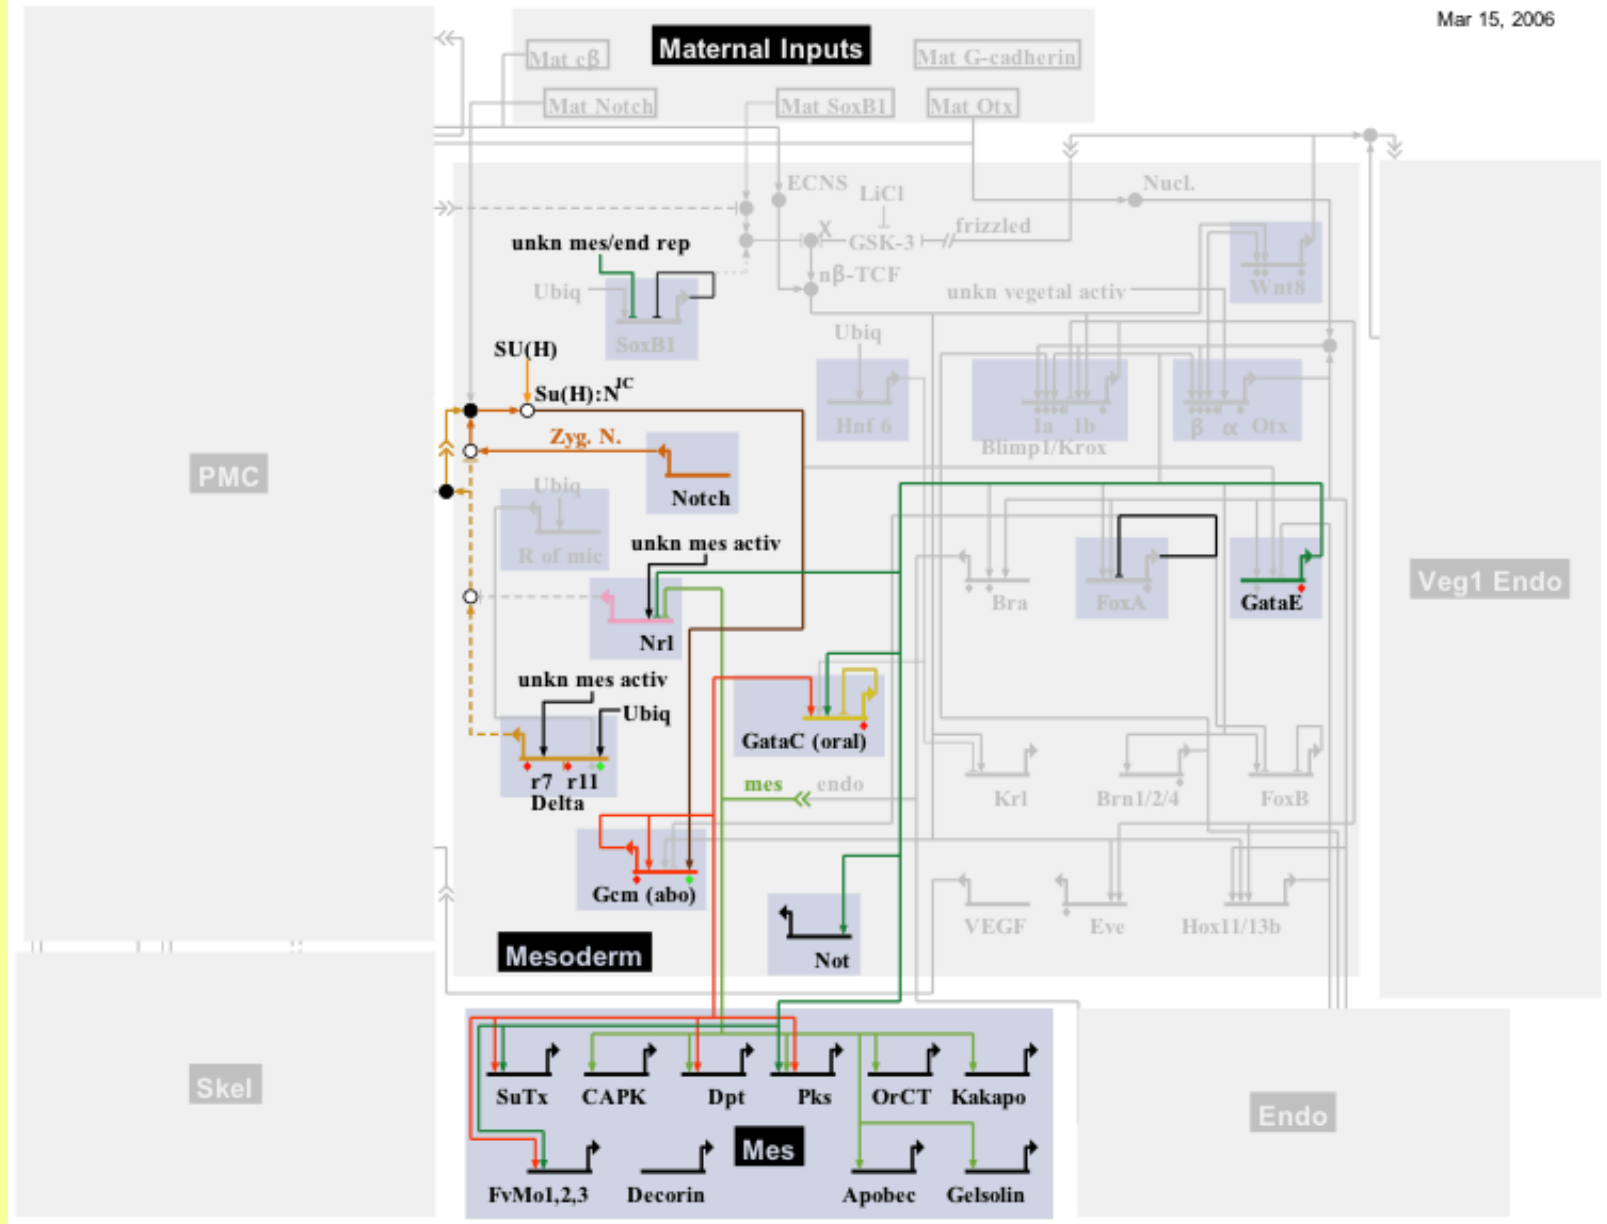 Mar 15, 2006
Maternal Inputs
Mat cβ
Mat G-cadherin
Mat Notch
Mat SoxB1
Mat Otx
ECNS
LiCl
Nucl.
X
GSK-3
frizzled
unkn mes/end rep
nβ-TCF
Ubiq
unkn vegetal activ
Wnt8
SoxB1
Ubiq
SU(H)
Su(H):N^IC
Hnf 6
Ia Ib
Blimp1/Krox
β α Otx
Zyg. N.
PMC
Notch
Ubiq
R of mic
unkn mes activ
Bra
FoxA
GataE
Veg1 Endo
Nrl
unkn mes activ
Ubiq
GataC (oral)
r7 r11
Delta
mes
endo
Krl
Brn1/2/4
FoxB
Gcm (abo)
VEGF
Eve
Hox11/13b
Mesoderm
Not
SuTx
CAPK
Dpt
Pks
OrCT
Kakapo
Skel
Endo
Mes
FvMo1,2,3
Decorin
Apobec
Gelsolin